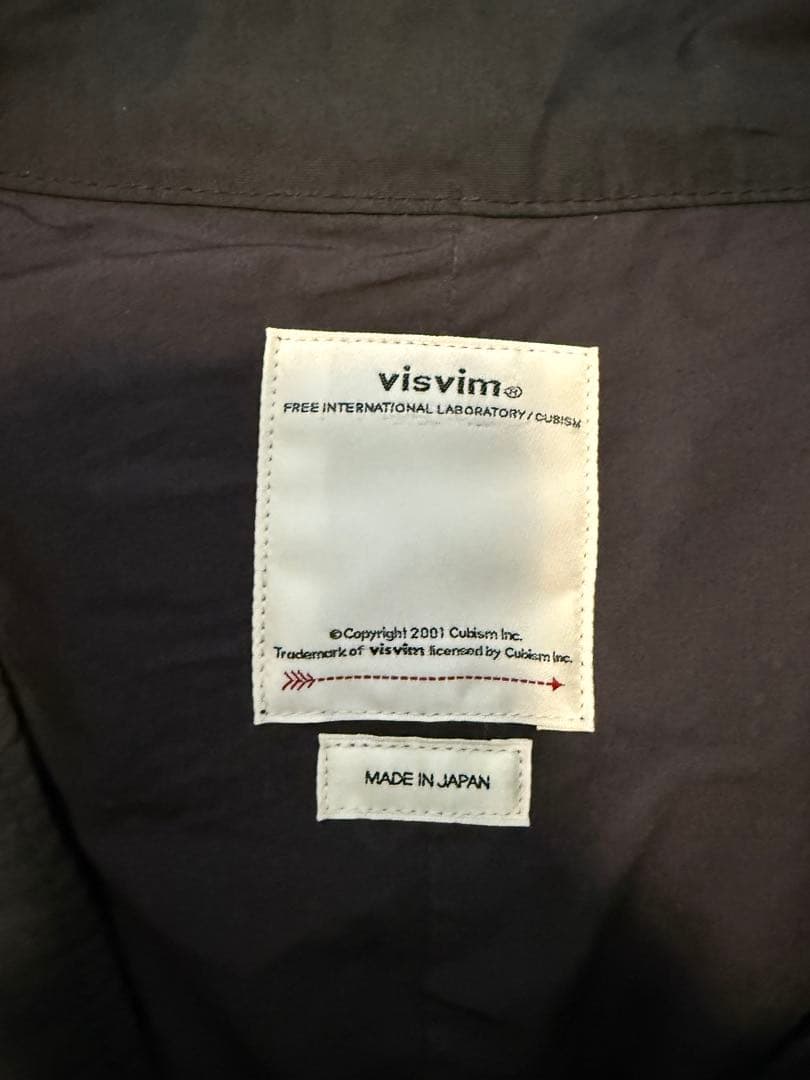 visvim®
FREE INTERNATIONAL LABORATORY/CUBISM
©Copyright 2001 Cubism Inc.
Trademark of visvim licensed by Cubism Inc.
MADE IN JAPAN